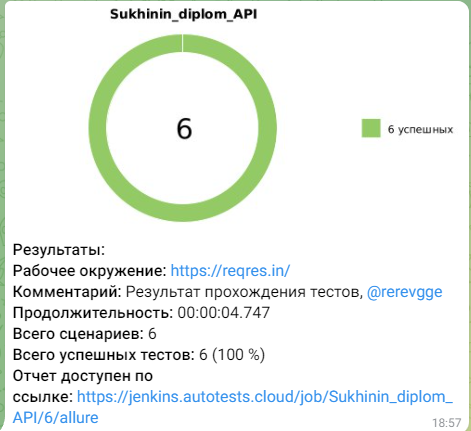 Sukhinin_diplom_API
6
6 успешных
Результаты:
Рабочее окружение: https://reqres.in/
Комментарий: Результат прохождения тестов, @rerevgge
Продолжительность: 00:00:04.747
Всего сценариев: 6
Всего успешных тестов: 6 (100 %)
Отчет доступен по
ссылке: https://jenkins.autotests.cloud/job/Sukhinin_diplom_
API/6/allure
18:57